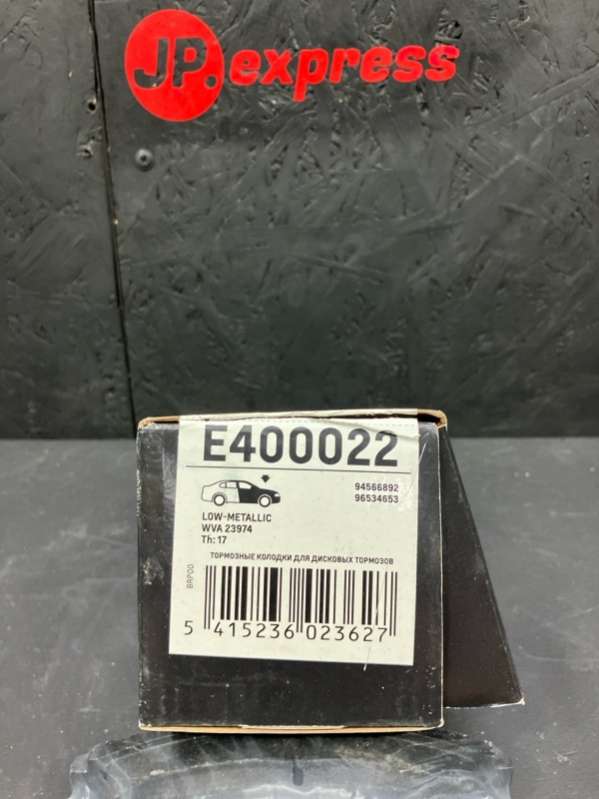 JP.express
E400022
94566892
96534653
LOW-METALLIC
WVA 23974
Th: 17
ТОРМОЗНЫЕ КОЛОДКИ ДЛЯ ДИСКОВЫХ ТОРМОЗОВ
BRP00
5 415236 023627